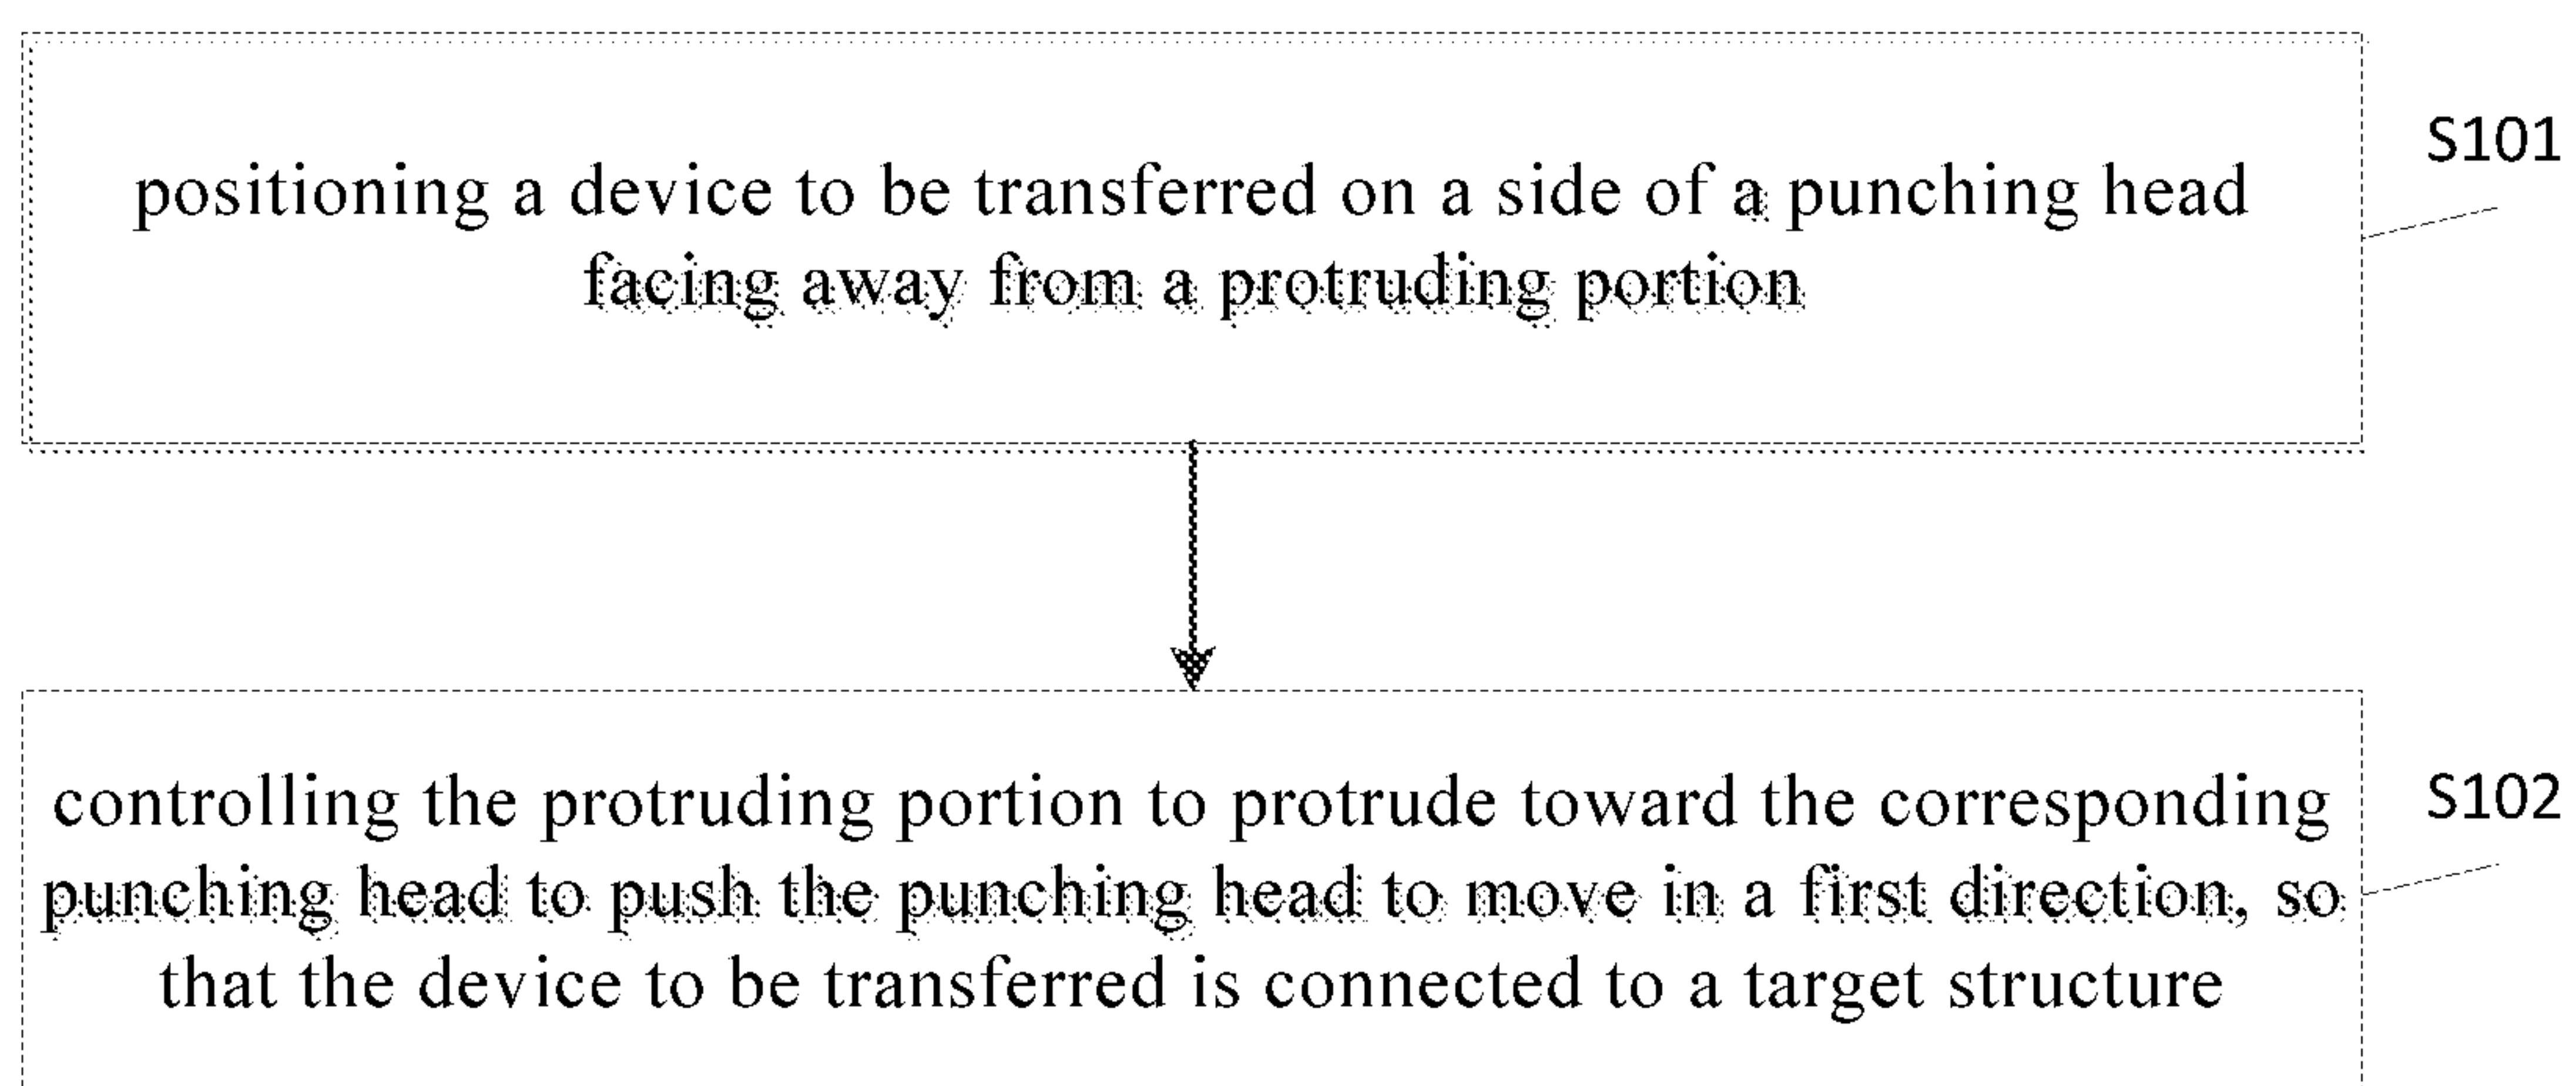 S101
positioning a device to be transferred on a side of a punching head
facing away from a protruding portion
S102
controlling the protruding portion to protrude toward the corresponding
punching head to push the punching head to move in a first direction, so
that the device to be transferred is connected to a target structure